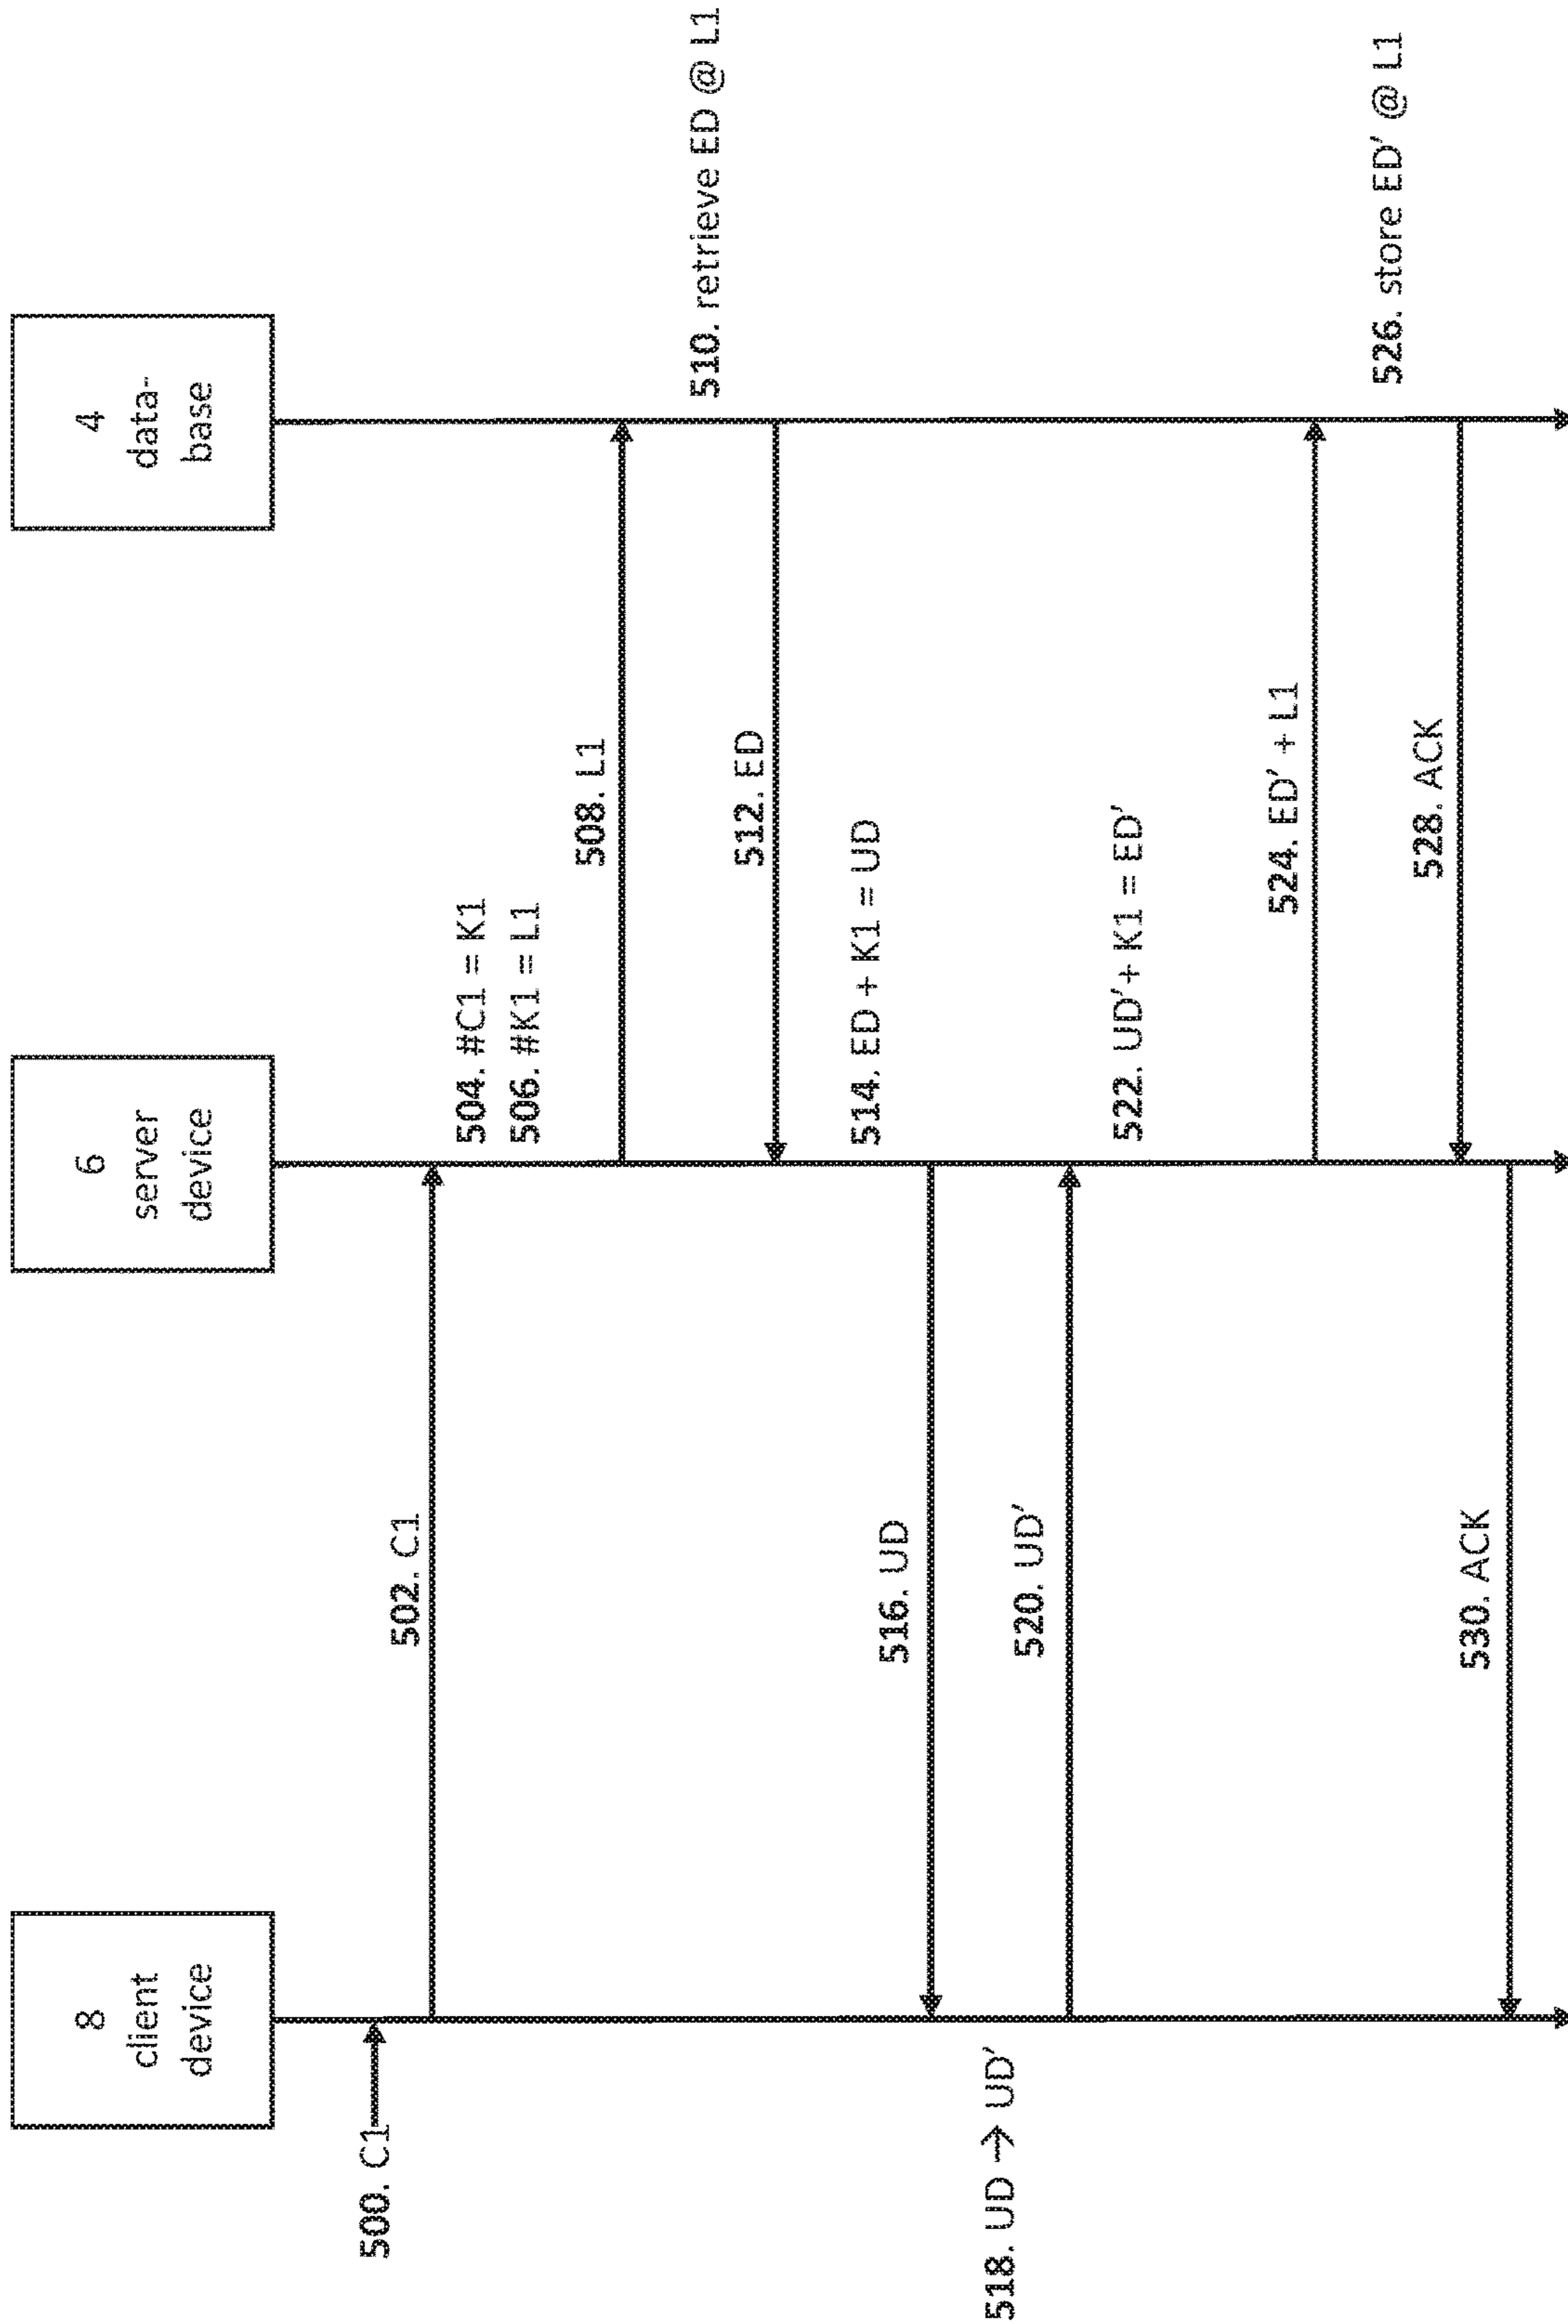 8
client
device
6
server
device
4
data-
base
500. C1
502. C1
504. #C1 = K1
506. #K1 = L1
508. L1
510. retrieve ED @ L1
512. ED
514. ED + K1 = UD
516. UD
518. UD → UD′
520. UD′
522. UD′+ K1 = ED′
524. ED′ + L1
526. store ED′ @ L1
528. ACK
530. ACK